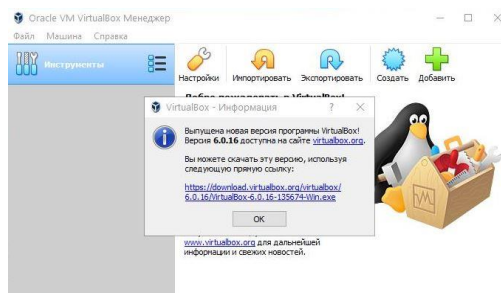 Oracle VM VirtualBox Менеджер
Файл Машина Справка
Инструменты
Настройки Импортировать Экспортировать Создать Добавить
Добро пожаловать в VirtualBox!
VirtualBox - Информация ? ×
Выпущена новая версия программы VirtualBox!
Версия 6.0.16 доступна на сайте virtualbox.org.
Вы можете скачать эту версию, используя
следующую прямую ссылку:
https://download.virtualbox.org/virtualbox/
6.0.16/VirtualBox-6.0.16-135674-Win.exe
OK
www.virtualbox.org для дальнейшей
информации и свежих новостей.